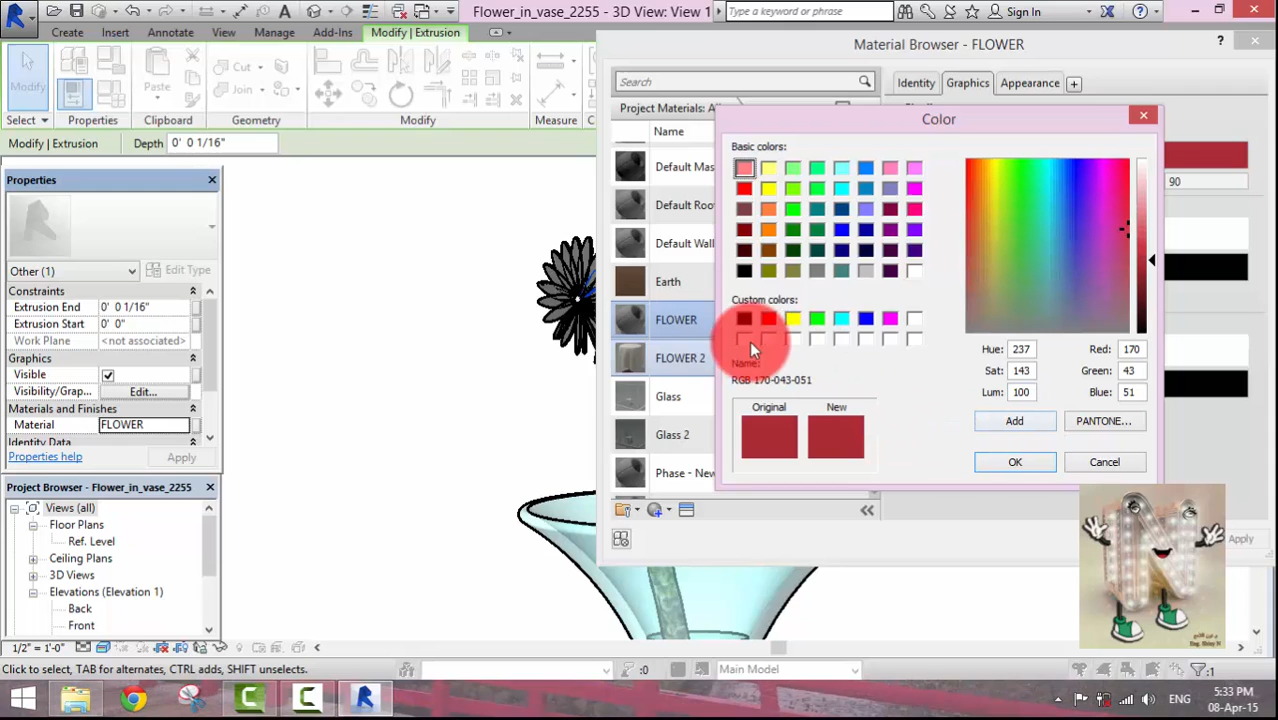 Flower_in_vase_2255 - 3D View: View 1
Type a keyword or phrase
Sign In
Create Insert Annotate View Manage Add-Ins Modify | Extrusion
Modify
Cut
Join
Paste
Select Properties Clipboard Geometry Modify Measure
Modify | Extrusion Depth 0' 0 1/16"
Properties
Other (1) Edit Type
Constraints
Extrusion End 0' 0 1/16"
Extrusion Start 0' 0"
Work Plane <not associated>
Graphics
Visible
Visibility/Grap... Edit...
Materials and Finishes
Material FLOWER
Identity Data
Properties help Apply
Project Browser - Flower_in_vase_2255
Views (all)
Floor Plans
Ref. Level
Ceiling Plans
3D Views
Elevations (Elevation 1)
Back
Front
1/2" = 1'-0"
Material Browser - FLOWER
?
Search
Identity Graphics Appearance +
Project Materials: All
Name
Default Mas
Default Roo
Default Wall
Earth
FLOWER
FLOWER 2
Glass
Glass 2
Phase - New
90
Apply
Color
Basic colors:
Custom colors:
Name:
RGB 170-043-051
Original New
Hue: 237 Red: 170
Sat: 143 Green: 43
Lum: 100 Blue: 51
Add PANTONE...
OK Cancel
Click to select, TAB for alternates, CTRL adds, SHIFT unselects.
:0
Main Model
:1
ENG
5:33 PM
08-Apr-15